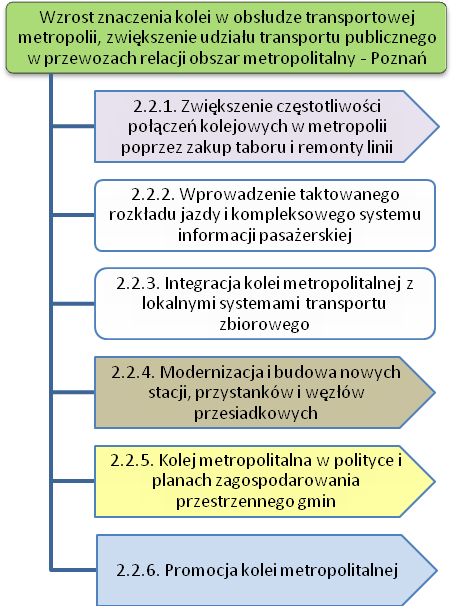 Wzrost znaczenia kolei w obsłudze transportowej
metropolii, zwiększenie udziału transportu publicznego
w przewozach relacji obszar metropolitalny - Poznań
2.2.1. Zwiększenie częstotliwości
połączeń kolejowych w metropolii
poprzez zakup taboru i remonty linii
2.2.2. Wprowadzenie taktowanego
rozkładu jazdy i kompleksowego systemu
informacji pasażerskiej
2.2.3. Integracja kolei metropolitalnej z
lokalnymi systemami transportu
zbiorowego
2.2.4. Modernizacja i budowa nowych
stacji, przystanków i węzłów
przesiadkowych
2.2.5. Kolej metropolitalna w polityce i
planach zagospodarowania
przestrzennego gmin
2.2.6. Promocja kolei metropolitalnej